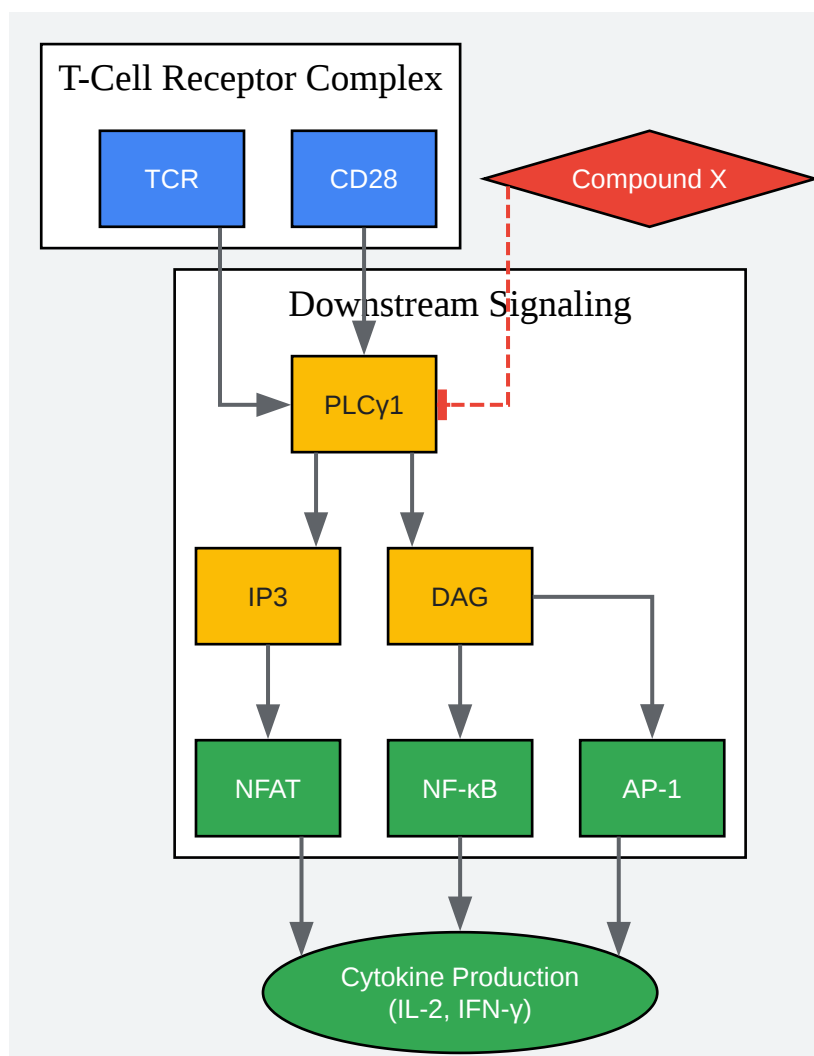 T-Cell Receptor Complex
TCR
CD28
Compound X
Downstream Signaling
PLCγ1
IP3
DAG
NFAT
NF-κB
AP-1
Cytokine Production
(IL-2, IFN-γ)